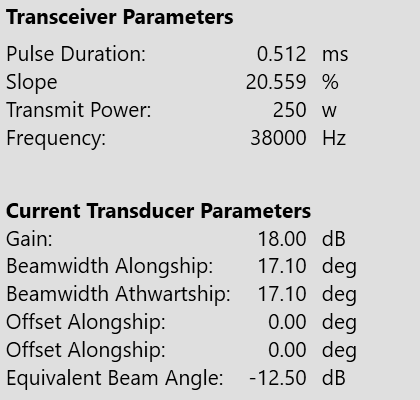 Transceiver Parameters
Pulse Duration: 0.512 ms
Slope 20.559 %
Transmit Power: 250 w
Frequency: 38000 Hz
Current Transducer Parameters
Gain: 18.00 dB
Beamwidth Alongship: 17.10 deg
Beamwidth Athwartship: 17.10 deg
Offset Alongship: 0.00 deg
Offset Alongship: 0.00 deg
Equivalent Beam Angle: -12.50 dB